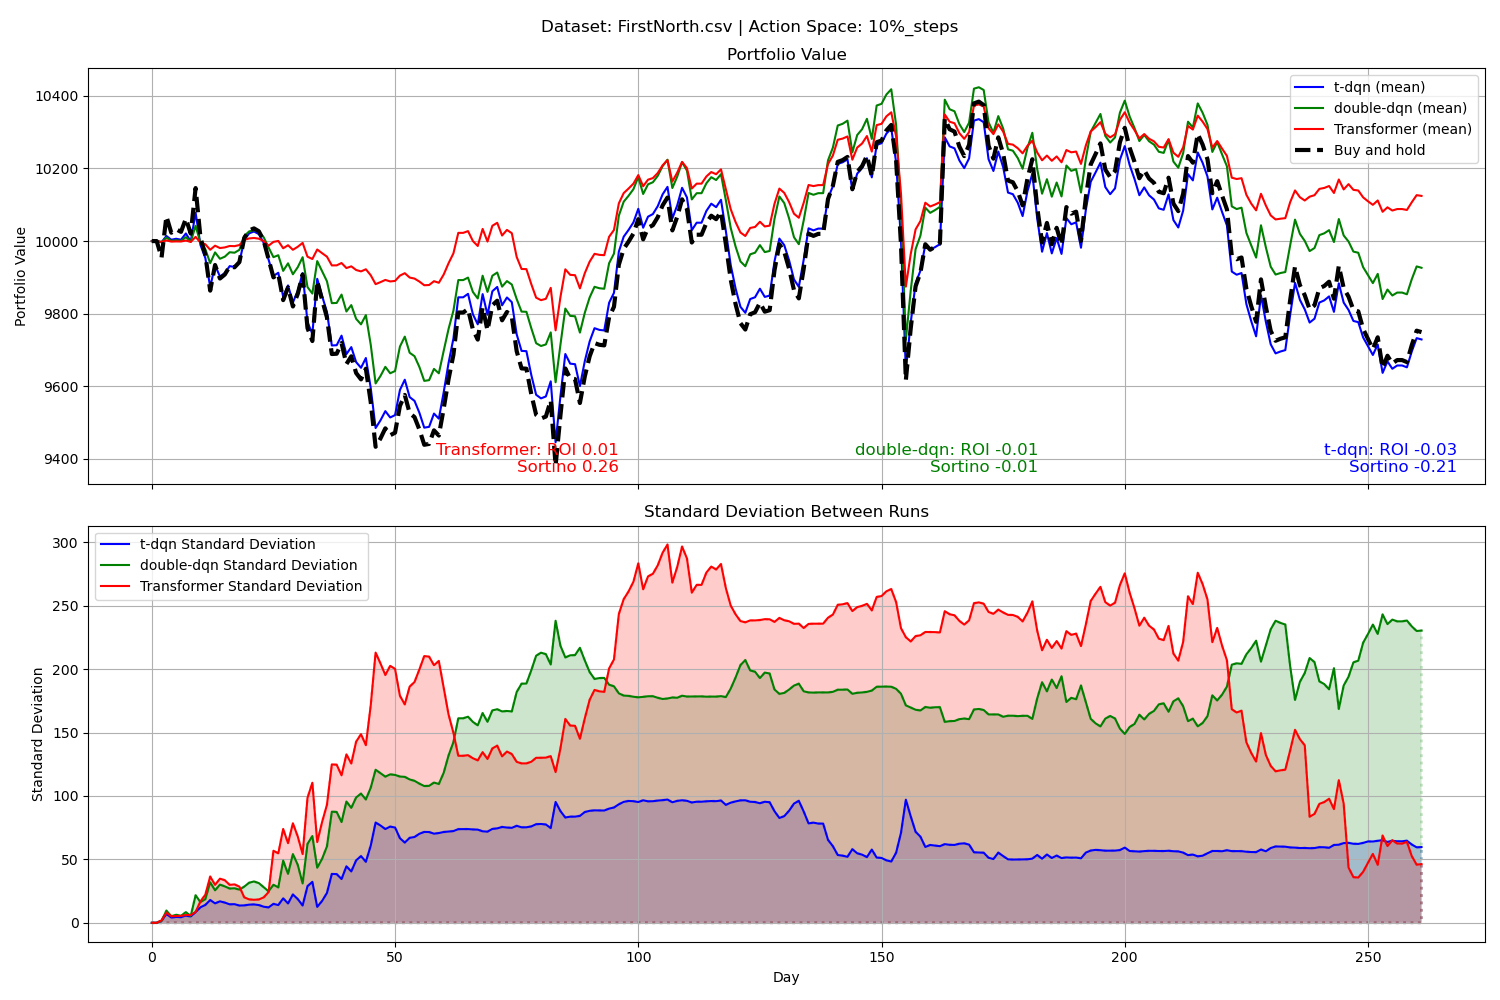 Dataset: FirstNorth.csv | Action Space: 10%_steps
Portfolio Value
Portfolio Value
10400
10200
10000
9800
9600
9400
t-dqn (mean)
double-dqn (mean)
Transformer (mean)
Buy and hold
Transformer: ROI 0.01
Sortino 0.26
double-dqn: ROI -0.01
Sortino -0.01
t-dqn: ROI -0.03
Sortino -0.21
Standard Deviation Between Runs
Standard Deviation
300
250
200
150
100
50
0
t-dqn Standard Deviation
double-dqn Standard Deviation
Transformer Standard Deviation
0
50
100
150
200
250
Day